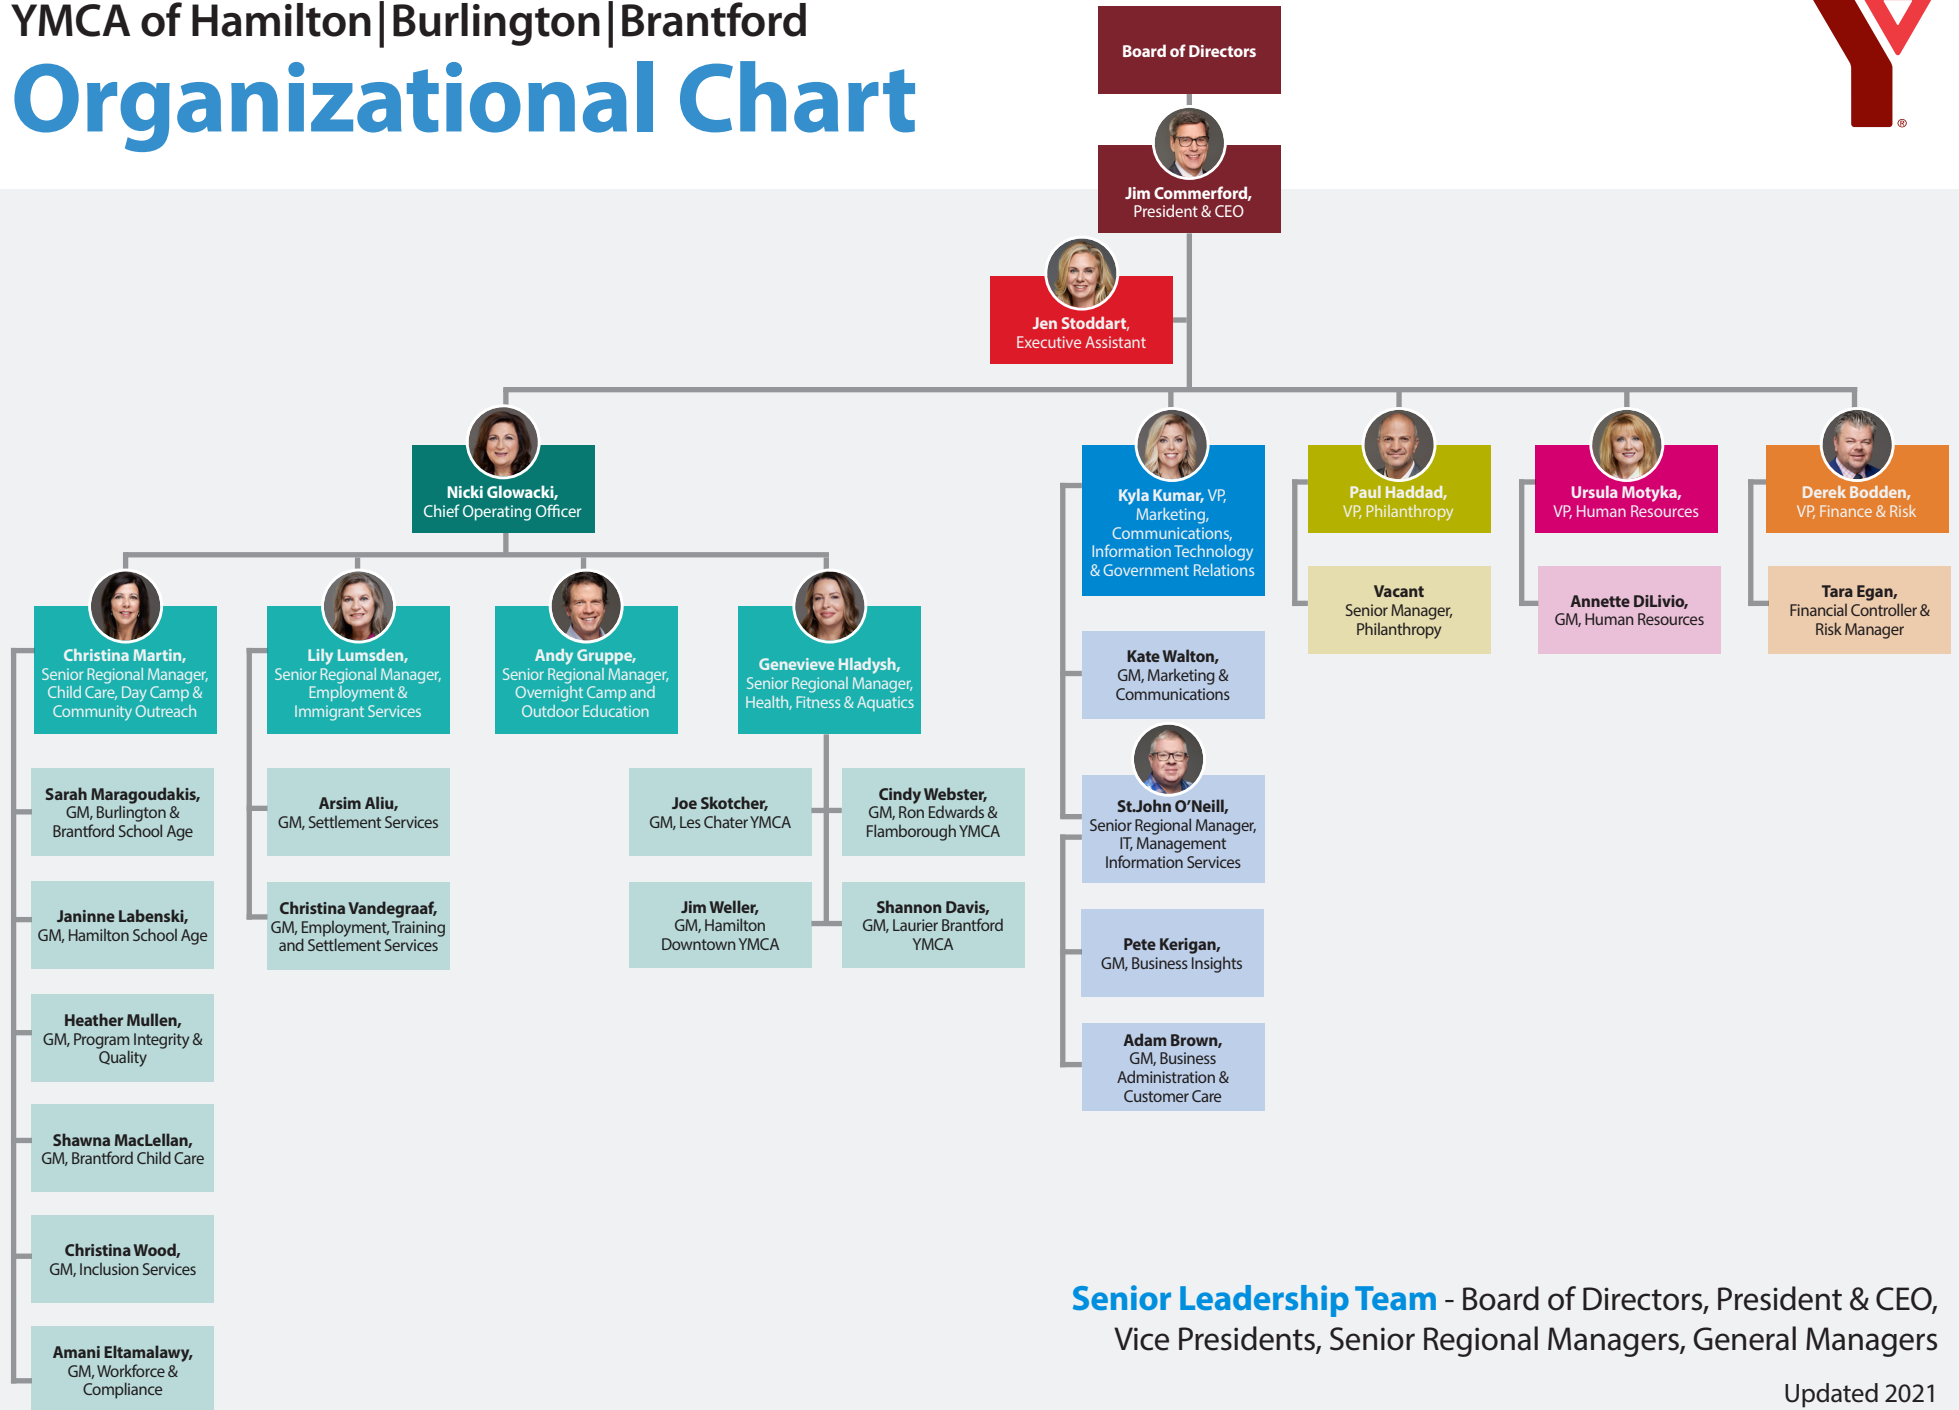 YMCA of Hamilton|Burlington|Brantford
Organizational Chart
®
Board of Directors
Jim Commerford,
President & CEO
Jen Stoddart,
Executive Assistant
Nicki Glowacki,
Chief Operating Officer
Kyla Kumar, VP,
Marketing,
Communications,
Information Technology
& Government Relations
Paul Haddad,
VP, Philanthropy
Ursula Motyka,
VP, Human Resources
Derek Bodden,
VP, Finance & Risk
Vacant
Senior Manager,
Philanthropy
Annette DiLivio,
GM, Human Resources
Tara Egan,
Financial Controller &
Risk Manager
Christina Martin,
Senior Regional Manager,
Child Care, Day Camp &
Community Outreach
Lily Lumsden,
Senior Regional Manager,
Employment &
Immigrant Services
Andy Gruppe,
Senior Regional Manager,
Overnight Camp and
Outdoor Education
Genevieve Hladysh,
Senior Regional Manager,
Health, Fitness & Aquatics
Kate Walton,
GM, Marketing &
Communications
Sarah Maragoudakis,
GM, Burlington &
Brantford School Age
Arsim Aliu,
GM, Settlement Services
Joe Skotcher,
GM, Les Chater YMCA
Cindy Webster,
GM, Ron Edwards &
Flamborough YMCA
St.John O'Neill,
Senior Regional Manager,
IT, Management
Information Services
Janinne Labenski,
GM, Hamilton School Age
Christina Vandegraaf,
GM, Employment, Training
and Settlement Services
Jim Weller,
GM, Hamilton
Downtown YMCA
Shannon Davis,
GM, Laurier Brantford
YMCA
Pete Kerigan,
GM, Business Insights
Heather Mullen,
GM, Program Integrity &
Quality
Adam Brown,
GM, Business
Administration &
Customer Care
Shawna MacLellan,
GM, Brantford Child Care
Christina Wood,
GM, Inclusion Services
Amani Eltamalawy,
GM, Workforce &
Compliance
Senior Leadership Team - Board of Directors, President & CEO,
Vice Presidents, Senior Regional Managers, General Managers
Updated 2021